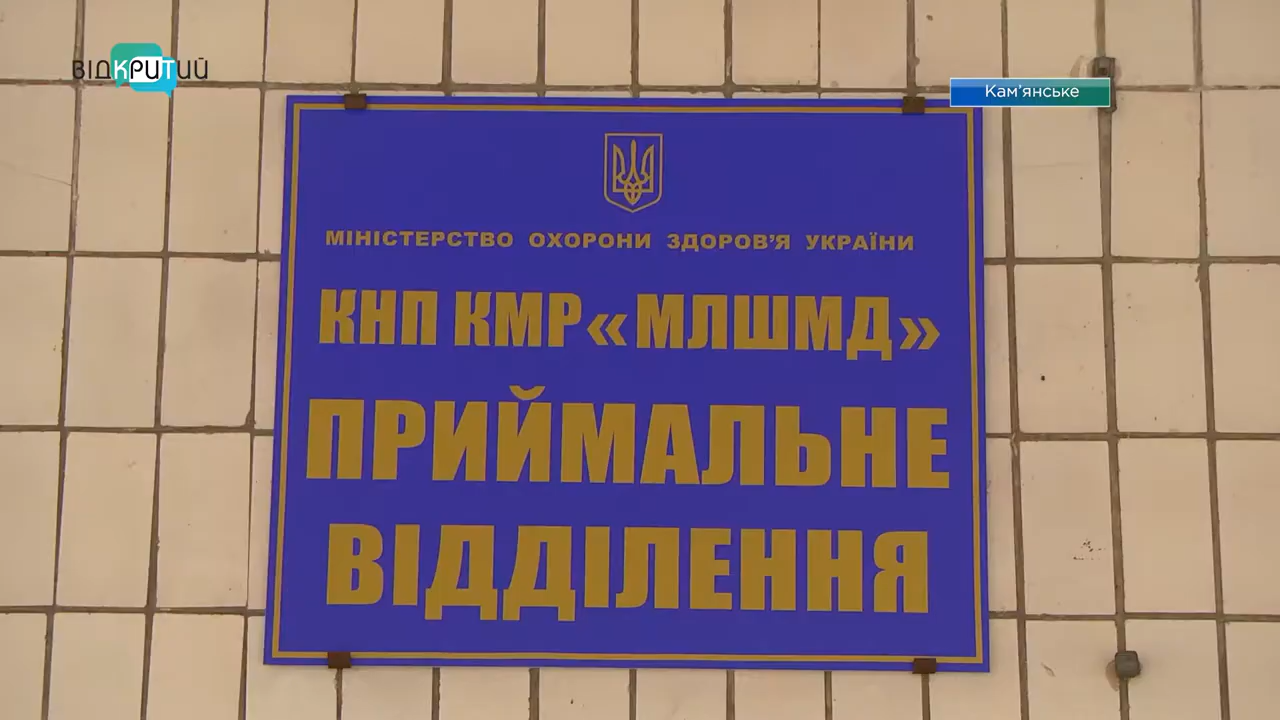 ВІДКРИТИЙ
Кам'янське
МІНІСТЕРСТВО ОХОРОНИ ЗДОРОВ'Я УКРАЇНИ
КНП КМР «МЛШМД»
ПРИЙМАЛЬНЕ
ВІДДІЛЕННЯ